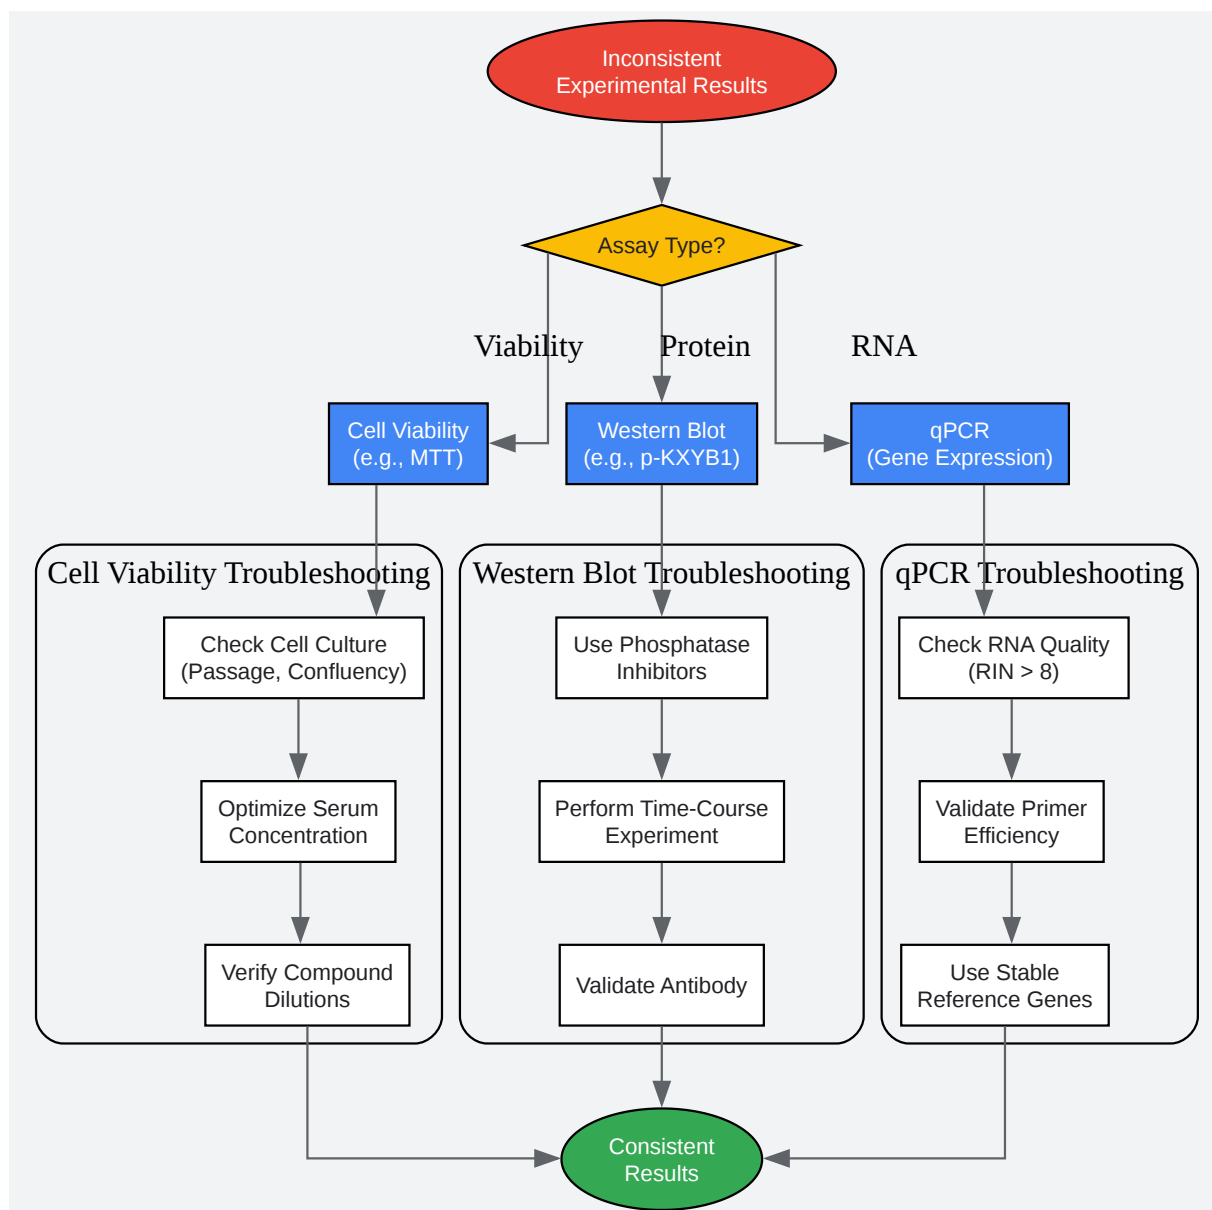 Inconsistent
Experimental Results
Assay Type?
Viability
Protein
RNA
Cell Viability
(e.g., MTT)
Western Blot
(e.g., p-KXYB1)
qPCR
(Gene Expression)
Cell Viability Troubleshooting
Check Cell Culture
(Passage, Confluency)
Optimize Serum
Concentration
Verify Compound
Dilutions
Western Blot Troubleshooting
Use Phosphatase
Inhibitors
Perform Time-Course
Experiment
Validate Antibody
qPCR Troubleshooting
Check RNA Quality
(RIN > 8)
Validate Primer
Efficiency
Use Stable
Reference Genes
Consistent
Results